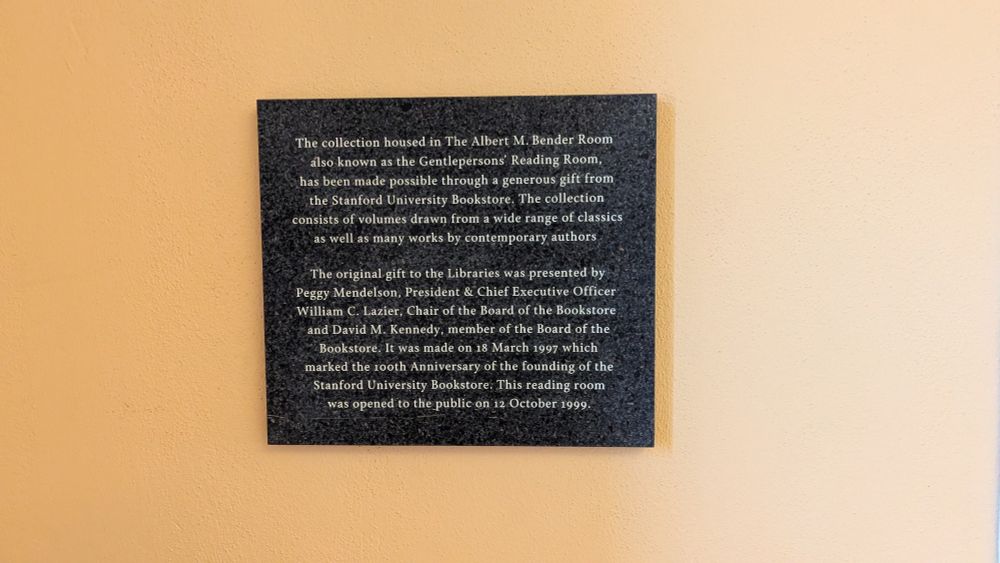 The collection housed in The Albert M. Bender Room
also known as the Gentlepersons' Reading Room,
has been made possible through a generous gift from
the Stanford University Bookstore. The collection
consists of volumes drawn from a wide range of classics
as well as many works by contemporary authors
The original gift to the Libraries was presented by
Peggy Mendelson, President & Chief Executive Officer
William C. Lazier, Chair of the Board of the Bookstore
and David M. Kennedy, member of the Board of the
Bookstore. It was made on 18 March 1997 which
marked the 100th Anniversary of the founding of the
Stanford University Bookstore. This reading room
was opened to the public on 12 October 1999.